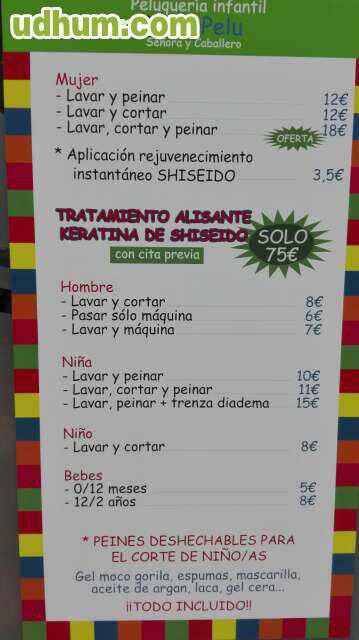 Peluquería infantil
udhum.com
Pelu
Señora y Caballero
Mujer
- Lavar y peinar 12€
- Lavar y cortar 12€
- Lavar, cortar y peinar 18€
OFERTA
* Aplicación rejuvenecimiento
instantáneo SHISEIDO 3,5€
TRATAMIENTO ALISANTE
KERATINA DE SHISEIDO
con cita previa
SOLO
75€
Hombre
- Lavar y cortar 8€
- Pasar sólo máquina 6€
- Lavar y máquina 7€
Niña
- Lavar y peinar 10€
- Lavar, cortar y peinar 11€
- Lavar, peinar + trenza diadema 15€
Niño
- Lavar y cortar 8€
Bebes
- 0/12 meses 5€
- 12/2 años 8€
* PEINES DESHECHABLES PARA
EL CORTE DE NIÑO/AS
Gel moco gorila, espumas, mascarilla,
aceite de argan, laca, gel cera...
¡¡TODO INCLUIDO!!